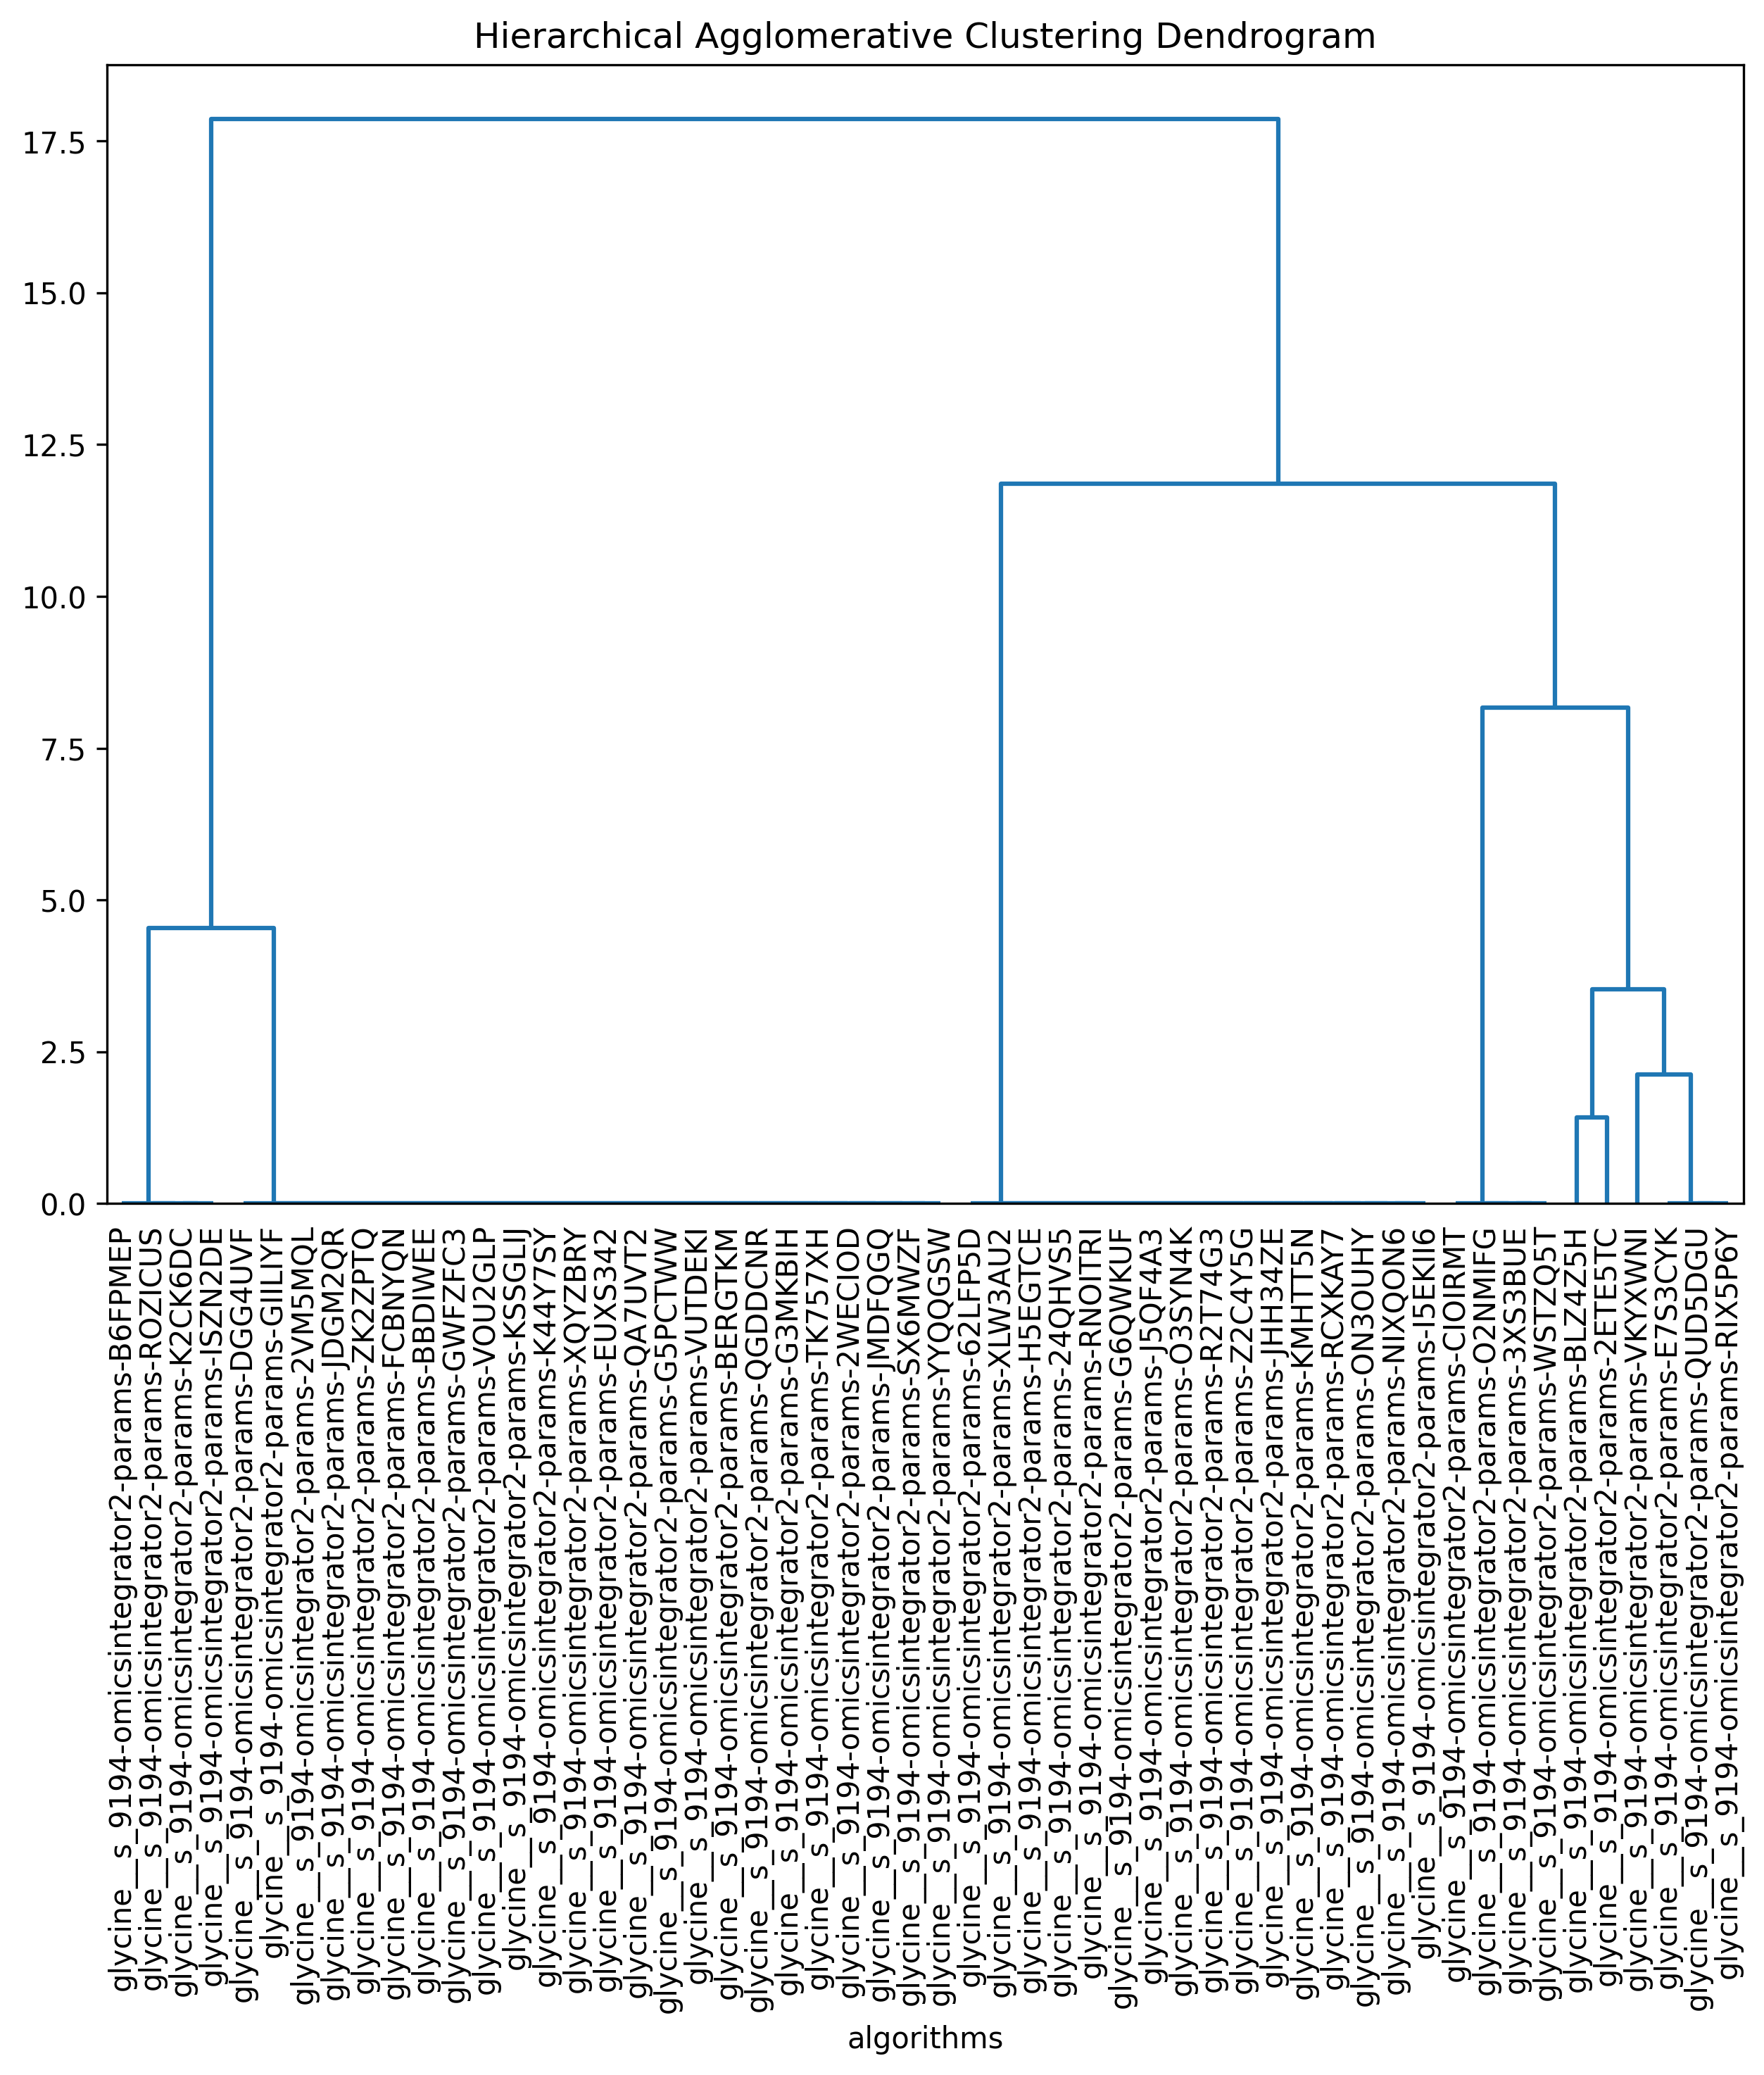 Hierarchical Agglomerative Clustering Dendrogram
17.5
15.0
12.5
10.0
7.5
5.0
2.5
0.0
glycine__s_9194-omicsintegrator2-params-B6FPMEP
glycine__s_9194-omicsintegrator2-params-ROZICUS
glycine__s_9194-omicsintegrator2-params-K2CK6DC
glycine__s_9194-omicsintegrator2-params-ISZN2DE
glycine__s_9194-omicsintegrator2-params-DGG4UVF
glycine__s_9194-omicsintegrator2-params-GIILIYF
glycine__s_9194-omicsintegrator2-params-2VM5MQL
glycine__s_9194-omicsintegrator2-params-JDGM2QR
glycine__s_9194-omicsintegrator2-params-ZK2ZPTQ
glycine__s_9194-omicsintegrator2-params-FCBNYQN
glycine__s_9194-omicsintegrator2-params-BBDIWEE
glycine__s_9194-omicsintegrator2-params-GWFZFC3
glycine__s_9194-omicsintegrator2-params-VOU2GLP
glycine__s_9194-omicsintegrator2-params-KSSGLIJ
glycine__s_9194-omicsintegrator2-params-K44Y7SY
glycine__s_9194-omicsintegrator2-params-XQYZBRY
glycine__s_9194-omicsintegrator2-params-EUXS342
glycine__s_9194-omicsintegrator2-params-QA7UVT2
glycine__s_9194-omicsintegrator2-params-G5PCTWW
glycine__s_9194-omicsintegrator2-params-VUTDEKI
glycine__s_9194-omicsintegrator2-params-BERGTKM
glycine__s_9194-omicsintegrator2-params-QGDDCNR
glycine__s_9194-omicsintegrator2-params-G3MKBIH
glycine__s_9194-omicsintegrator2-params-TK757XH
glycine__s_9194-omicsintegrator2-params-2WECIOD
glycine__s_9194-omicsintegrator2-params-JMDFQGQ
glycine__s_9194-omicsintegrator2-params-SX6MWZF
glycine__s_9194-omicsintegrator2-params-YYQQGSW
glycine__s_9194-omicsintegrator2-params-62LFP5D
glycine__s_9194-omicsintegrator2-params-XLW3AU2
glycine__s_9194-omicsintegrator2-params-H5EGTCE
glycine__s_9194-omicsintegrator2-params-24QHVS5
glycine__s_9194-omicsintegrator2-params-RNOITRI
glycine__s_9194-omicsintegrator2-params-G6QWKUF
glycine__s_9194-omicsintegrator2-params-J5QF4A3
glycine__s_9194-omicsintegrator2-params-O3SYN4K
glycine__s_9194-omicsintegrator2-params-R2T74G3
glycine__s_9194-omicsintegrator2-params-Z2C4Y5G
glycine__s_9194-omicsintegrator2-params-JHH34ZE
glycine__s_9194-omicsintegrator2-params-KMHTT5N
glycine__s_9194-omicsintegrator2-params-RCXKAY7
glycine__s_9194-omicsintegrator2-params-ON3OUHY
glycine__s_9194-omicsintegrator2-params-NXQQON6
glycine__s_9194-omicsintegrator2-params-I5EKII6
glycine__s_9194-omicsintegrator2-params-CIOIRMT
glycine__s_9194-omicsintegrator2-params-O2NMIFG
glycine__s_9194-omicsintegrator2-params-3XS3BUE
glycine__s_9194-omicsintegrator2-params-WSTZQ5T
glycine__s_9194-omicsintegrator2-params-BLZ4Z5H
glycine__s_9194-omicsintegrator2-params-2ETE5TC
glycine__s_9194-omicsintegrator2-params-VKYXWNI
glycine__s_9194-omicsintegrator2-params-E7S3CYK
glycine__s_9194-omicsintegrator2-params-QUD5DGU
glycine__s_9194-omicsintegrator2-params-RIX5P6Y
algorithms